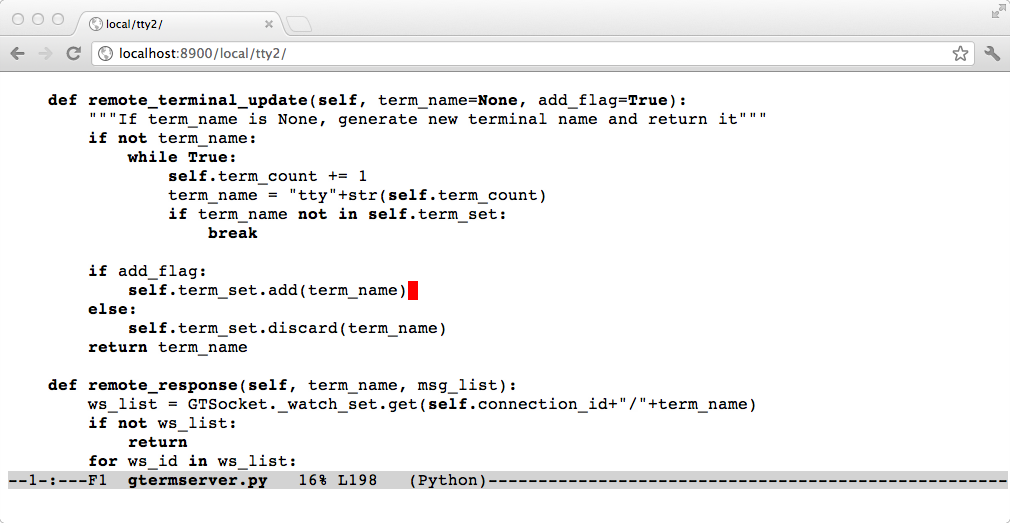 local/tty2/
localhost:8900/local/tty2/
    def remote_terminal_update(self, term_name=None, add_flag=True):
        """If term_name is None, generate new terminal name and return it"""
        if not term_name:
            while True:
                self.term_count += 1
                term_name = "tty"+str(self.term_count)
                if term_name not in self.term_set:
                    break

        if add_flag:
            self.term_set.add(term_name)
        else:
            self.term_set.discard(term_name)
        return term_name

    def remote_response(self, term_name, msg_list):
        ws_list = GTSocket._watch_set.get(self.connection_id+"/"+term_name)
        if not ws_list:
            return
        for ws_id in ws_list:
--1-:---F1  gtermserver.py   16% L198   (Python)----------------------------------------------------